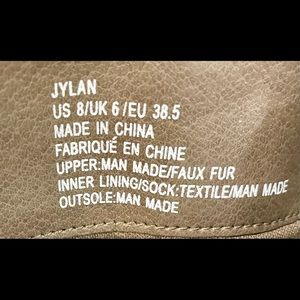 JYLAN
US 8/UK 6/EU 38.5
MADE IN CHINA
FABRIQUÉ EN CHINE
UPPER:MAN MADE/FAUX FUR
INNER LINING/SOCK:TEXTILE/MAN MADE
OUTSOLE:MAN MADE